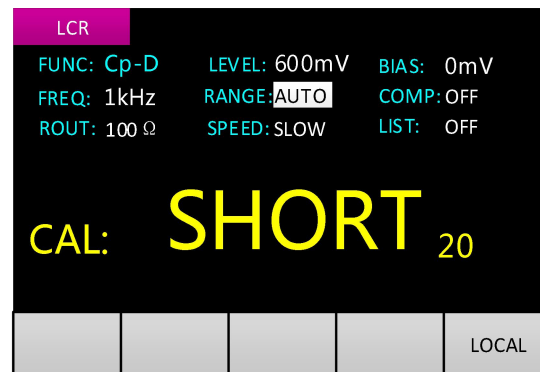 LCR
FUNC: Cp-D LEVEL: 600mV BIAS: 0mV
FREQ: 1kHz RANGE: AUTO COMP: OFF
ROUT: 100 Ω SPEED: SLOW LIST: OFF
CAL: SHORT 20
LOCAL